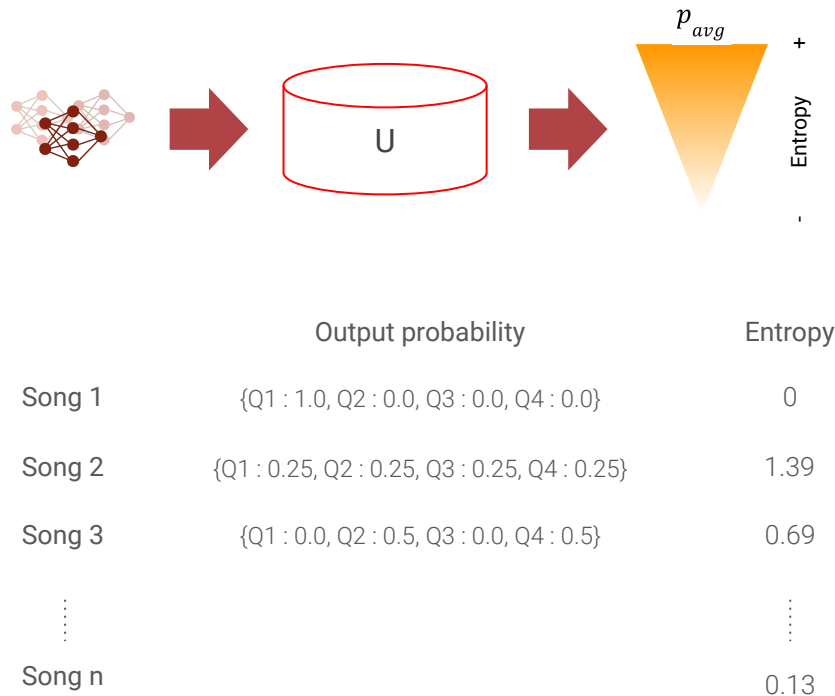 p_avg
+
U
Entropy
-
Output probability Entropy
Song 1 {Q1 : 1.0, Q2 : 0.0, Q3 : 0.0, Q4 : 0.0} 0
Song 2 {Q1 : 0.25, Q2 : 0.25, Q3 : 0.25, Q4 : 0.25} 1.39
Song 3 {Q1 : 0.0, Q2 : 0.5, Q3 : 0.0, Q4 : 0.5} 0.69
Song n 0.13